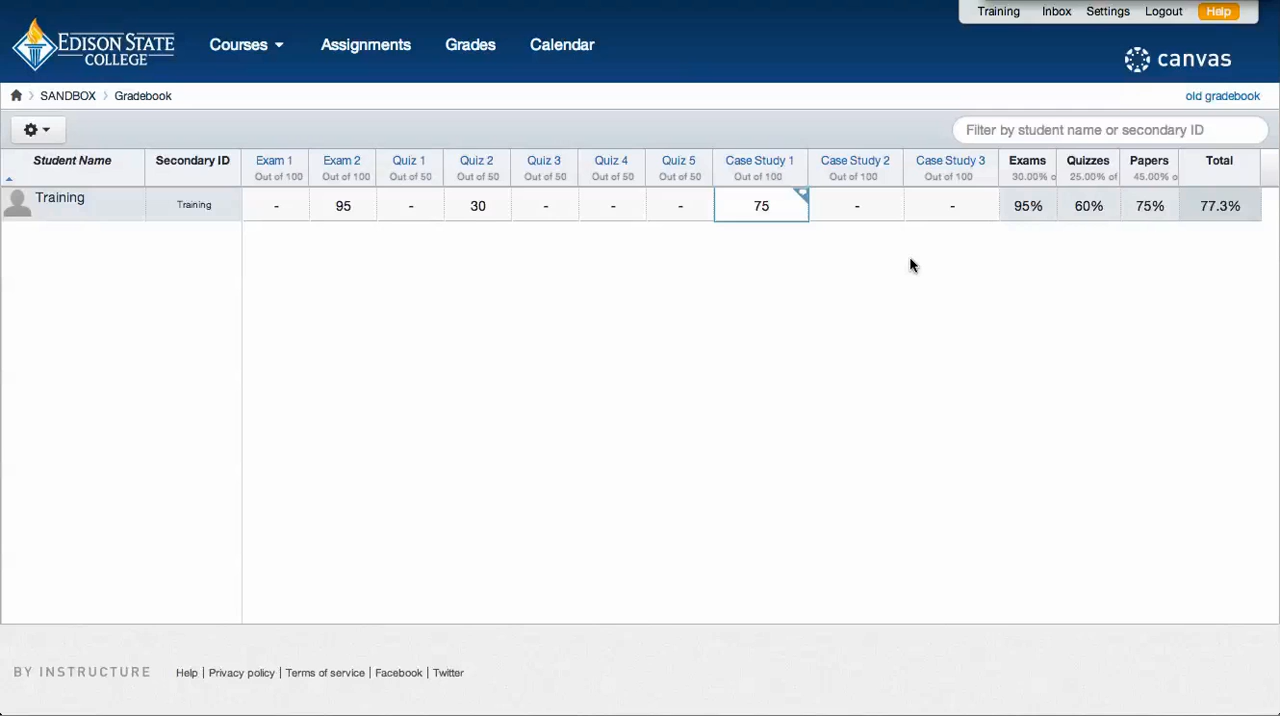 Training Inbox Settings Logout Help
EDISON STATE
COLLEGE
Courses Assignments Grades Calendar
canvas
SANDBOX Gradebook
old gradebook
Filter by student name or secondary ID
Student Name Secondary ID Exam 1 Exam 2 Quiz 1 Quiz 2 Quiz 3 Quiz 4 Quiz 5 Case Study 1 Case Study 2 Case Study 3 Exams Quizzes Papers Total
Out of 100 Out of 100 Out of 50 Out of 50 Out of 50 Out of 50 Out of 50 Out of 100 Out of 100 Out of 100 30.00% o 25.00% of 45.00% o
Training Training - 95 - 30 - - - 75 - - 95% 60% 75% 77.3%
BY INSTRUCTURE Help | Privacy policy | Terms of service | Facebook | Twitter